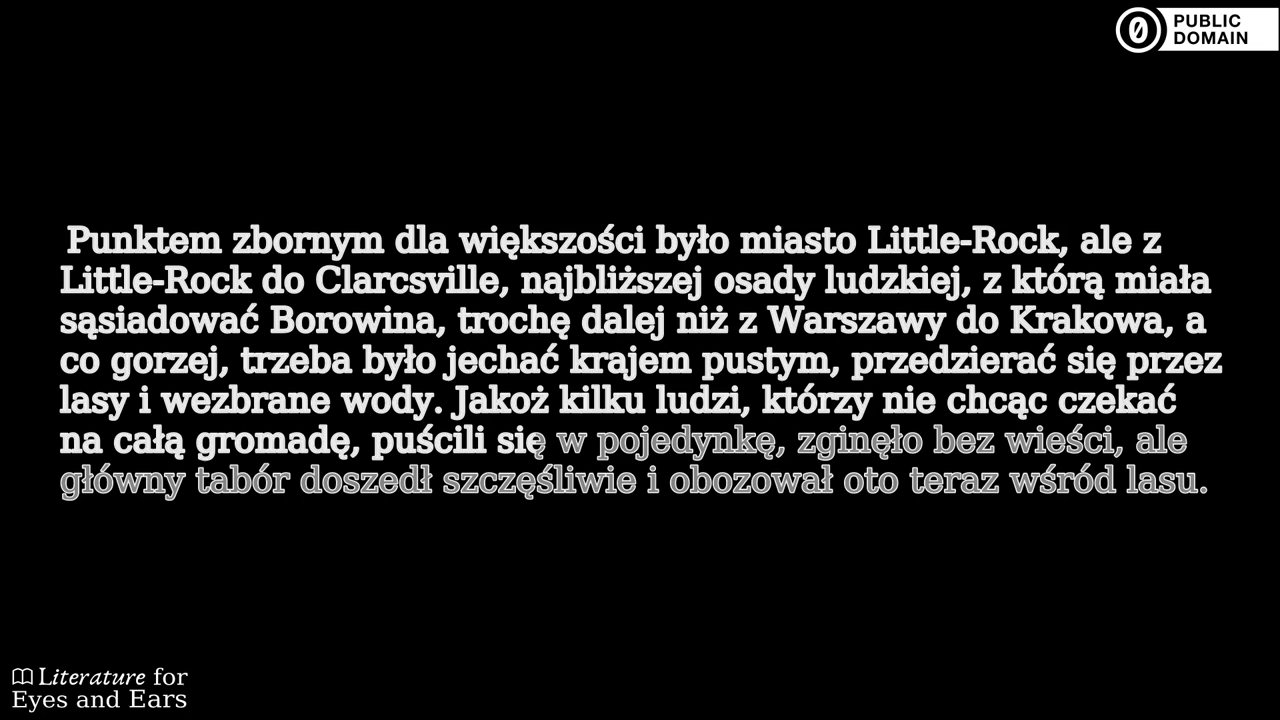 PUBLIC
DOMAIN
Punktem zbornym dla większości było miasto Little-Rock, ale z
Little-Rock do Clarcsville, najbliższej osady ludzkiej, z którą miała
sąsiadować Borowina, trochę dalej niż z Warszawy do Krakowa, a
co gorzej, trzeba było jechać krajem pustym, przedzierać się przez
lasy i wezbrane wody. Jakoż kilku ludzi, którzy nie chcąc czekać
na całą gromadę, puścili się w pojedynkę, zginęło bez wieści, ale
główny tabór doszedł szczęśliwie i obozował oto teraz wśród lasu.
Literature for
Eyes and Ears